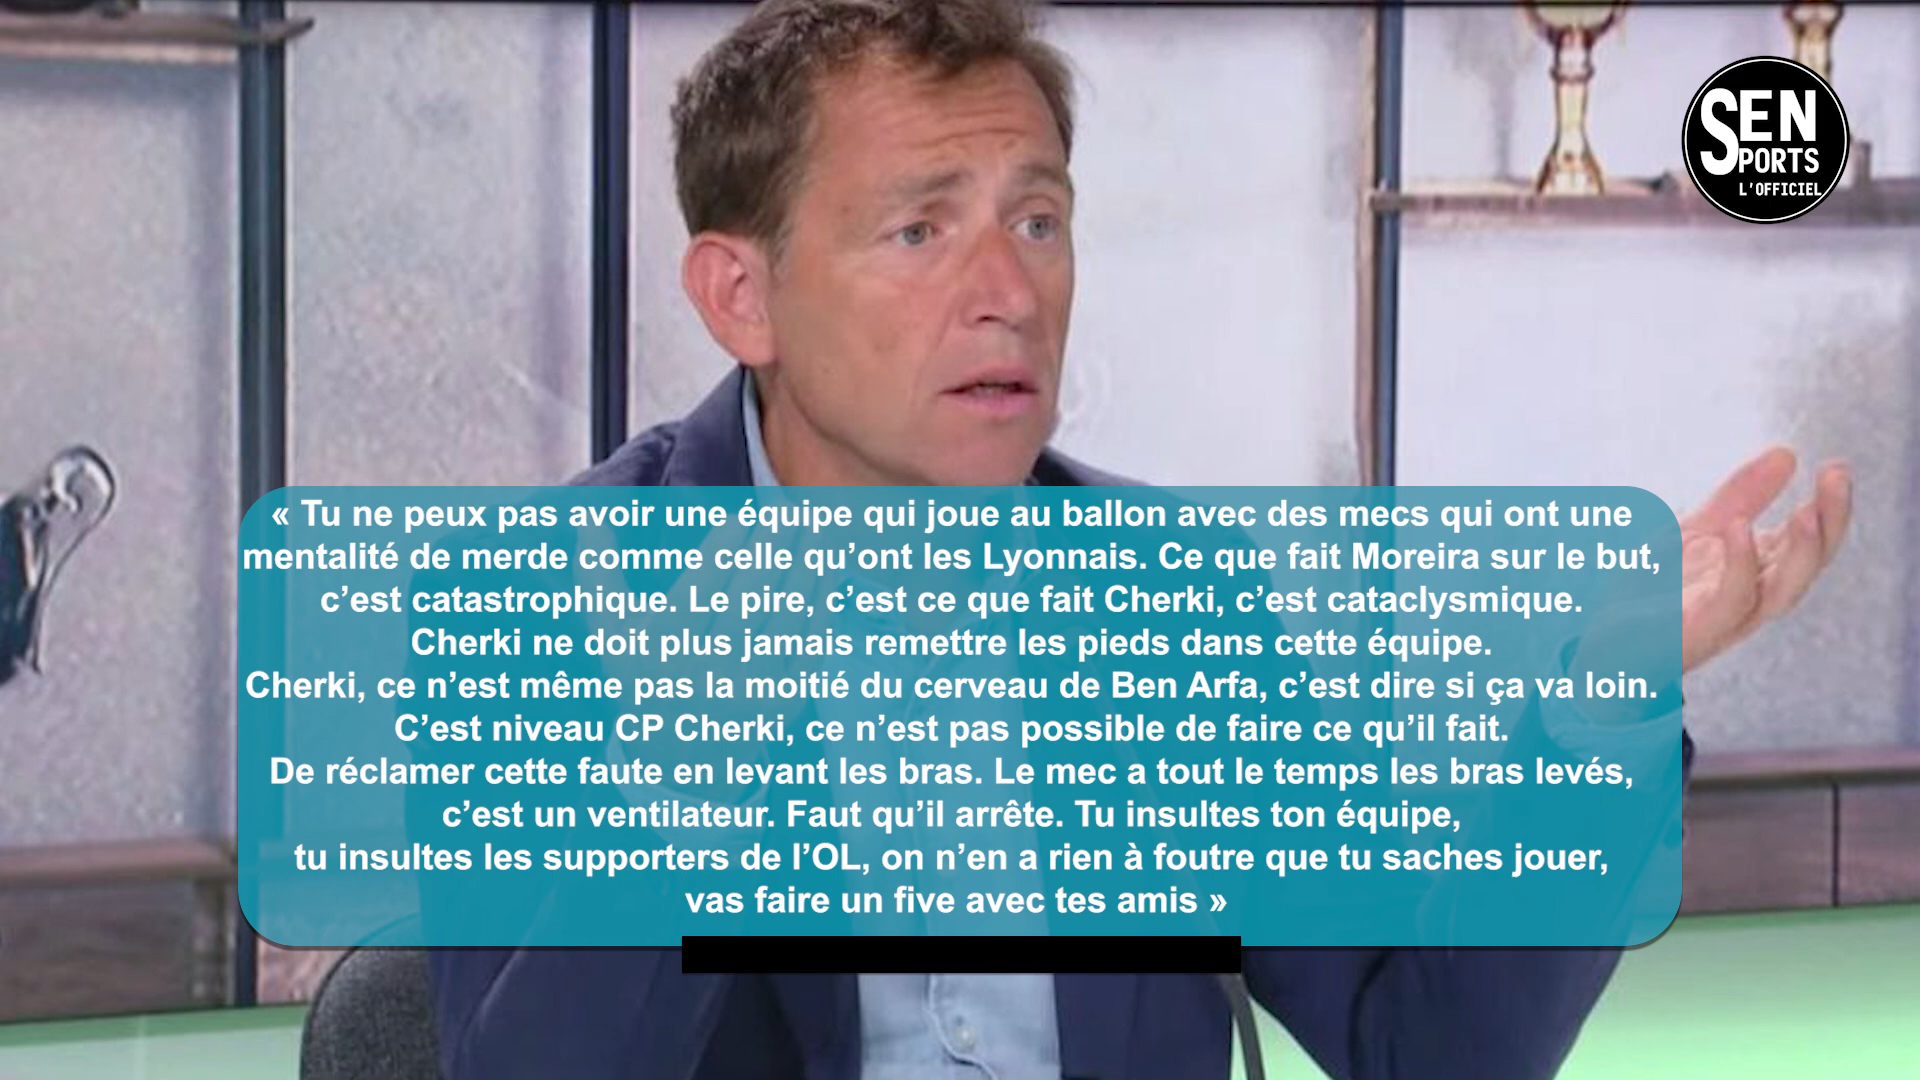 SEN
SPORTS
L'OFFICIEL
« Tu ne peux pas avoir une équipe qui joue au ballon avec des mecs qui ont une
mentalité de merde comme celle qu’ont les Lyonnais. Ce que fait Moreira sur le but,
c’est catastrophique. Le pire, c’est ce que fait Cherki, c’est cataclysmique.
Cherki ne doit plus jamais remettre les pieds dans cette équipe.
Cherki, ce n’est même pas la moitié du cerveau de Ben Arfa, c’est dire si ça va loin.
C’est niveau CP Cherki, ce n’est pas possible de faire ce qu’il fait.
De réclamer cette faute en levant les bras. Le mec a tout le temps les bras levés,
c’est un ventilateur. Faut qu’il arrête. Tu insultes ton équipe,
tu insultes les supporters de l’OL, on n’en a rien à foutre que tu saches jouer,
vas faire un five avec tes amis »